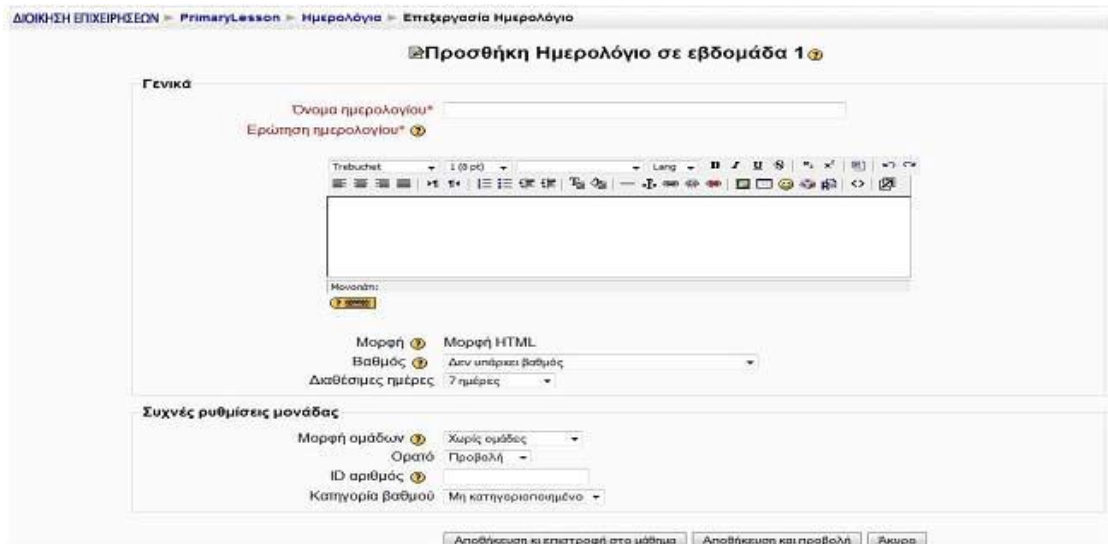 ΔΙΟΙΚΗΣΗ ΕΠΙΧΕΙΡΗΣΕΩΝ ► PrimaryLesson ► Ημερολόγια ► Επεξεργασία Ημερολόγιο
Προσθήκη Ημερολόγιο σε εβδομάδα 1
Γενικά
Όνομα ημερολογίου*
Ερώτηση ημερολογίου*
Trebuchet 1 (8 pt) Lang B I U S
Μονοπάτι:
Μορφή Μορφή HTML
Βαθμός Δεν υπάρχει βαθμός
Διαθέσιμες ημέρες 7 ημέρες
Συχνές ρυθμίσεις μονάδας
Μορφή ομάδων Χωρίς ομάδες
Ορατό Προβολή
ID αριθμός
Κατηγορία βαθμού Μη κατηγοριοποιημένο
Αποθήκευση κι επιστροφή στο μάθημα Αποθήκευση και προβολή Άκυρο